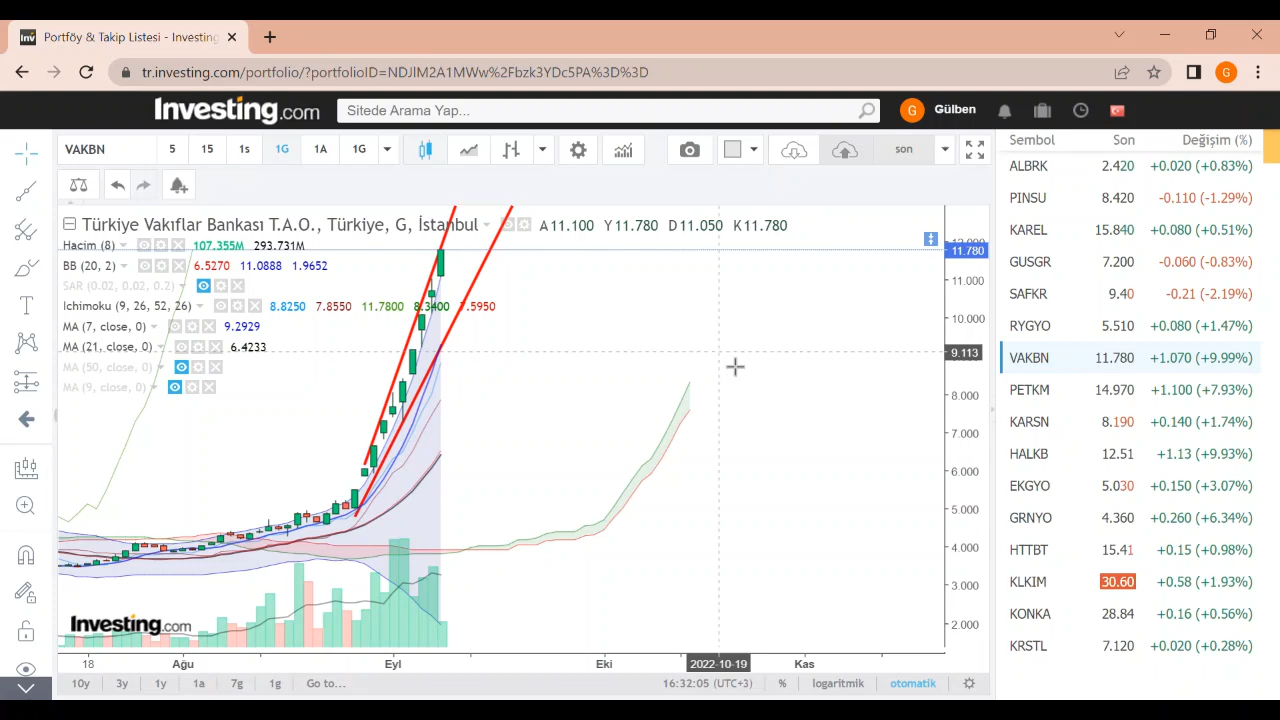 Portföy & Takip Listesi - Investing
tr.investing.com/portfolio/?portfolioID=NDJlM2A1MWw%2Fbzk3YDc5PA%3D%3D
G
Investing.com
Sitede Arama Yap...
G Gülben
VAKBN 5 15 1s 1G 1A 1G son
Türkiye Vakıflar Bankası T.A.O., Türkiye, G, İstanbul A11.100 Y11.780 D11.050 K11.780
Hacim (8) 107.355M 293.731M
BB (20, 2) 6.5270 11.0888 1.9652
SAR (0.02, 0.02, 0.2)
Ichimoku (9, 26, 52, 26) 8.8250 7.8550 11.7800 8.3400 7.5950
MA (7, close, 0) 9.2929
MA (21, close, 0) 6.4233
MA (50, close, 0)
MA (9, close, 0)
12.000
11.780
11.000
10.000
9.113
8.000
7.000
6.000
5.000
4.000
3.000
2.000
Investing.com
18 Ağu Eyl Eki 2022-10-19 Kas
10y 3y 1y 1a 7g 1g Go to... 16:32:05 (UTC+3) % logaritmik otomatik
Sembol Son Değişim (%)
ALBRK 2.420 +0.020 (+0.83%)
PINSU 8.420 -0.110 (-1.29%)
KAREL 15.840 +0.080 (+0.51%)
GUSGR 7.200 -0.060 (-0.83%)
SAFKR 9.40 -0.21 (-2.19%)
RYGYO 5.510 +0.080 (+1.47%)
VAKBN 11.780 +1.070 (+9.99%)
PETKM 14.970 +1.100 (+7.93%)
KARSN 8.190 +0.140 (+1.74%)
HALKB 12.51 +1.13 (+9.93%)
EKGYO 5.030 +0.150 (+3.07%)
GRNYO 4.360 +0.260 (+6.34%)
HTTBT 15.41 +0.15 (+0.98%)
KLKIM 30.60 +0.58 (+1.93%)
KONKA 28.84 +0.16 (+0.56%)
KRSTL 7.120 +0.020 (+0.28%)